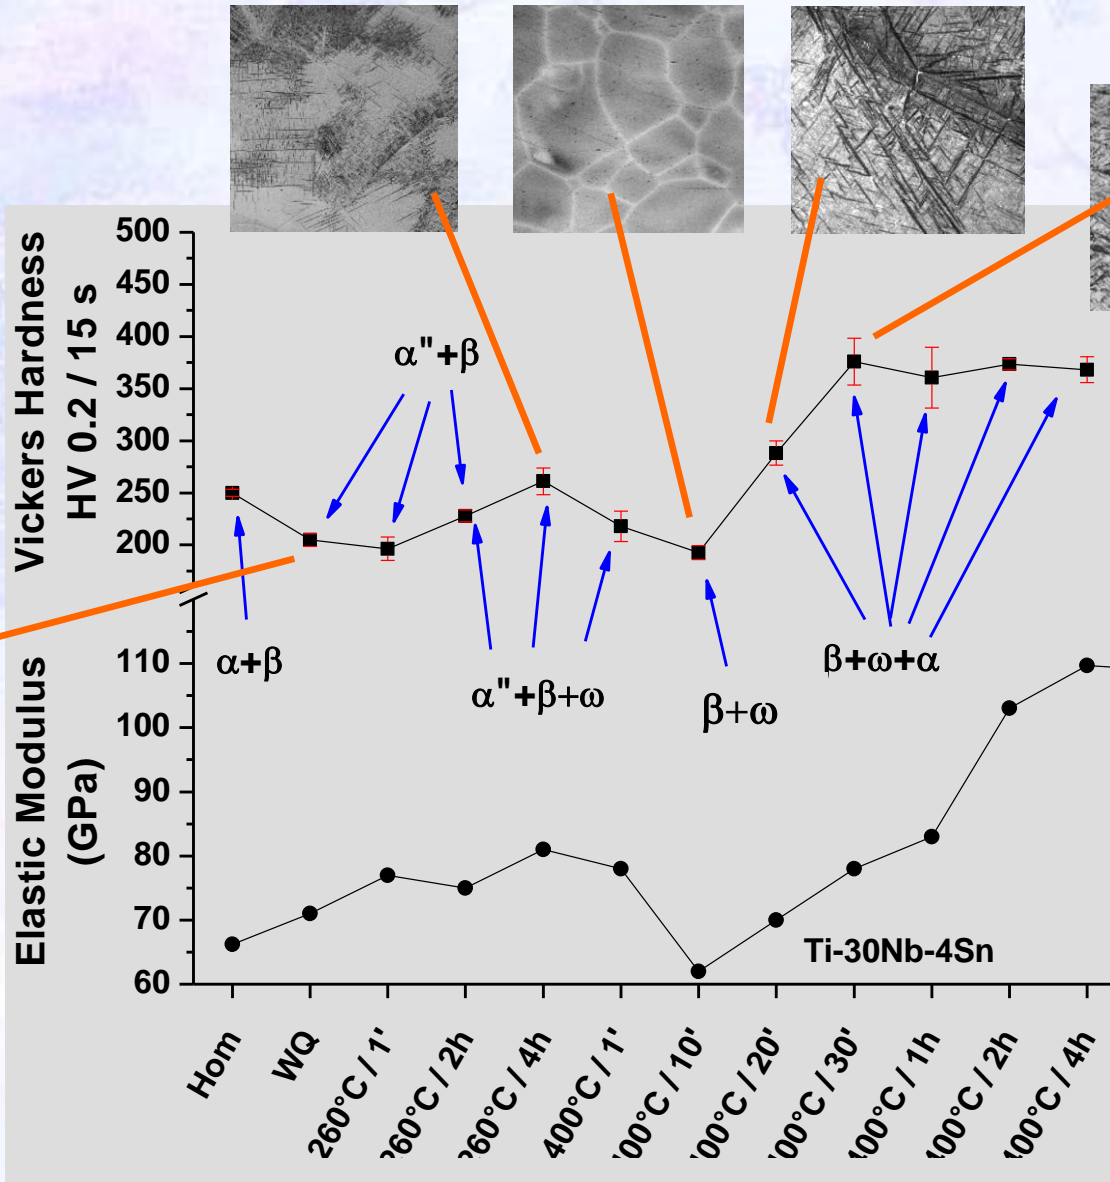 500
450
400
350
300
250
200
Vickers Hardness
HV 0.2 / 15 s
α"+β
α+β
α"+β+ω
β+ω
β+ω+α
110
100
90
80
70
60
Elastic Modulus
(GPa)
Ti-30Nb-4Sn
Hom
WQ
260°C / 1'
260°C / 2h
260°C / 4h
400°C / 1'
400°C / 10'
400°C / 20'
400°C / 30'
400°C / 1h
400°C / 2h
400°C / 4h